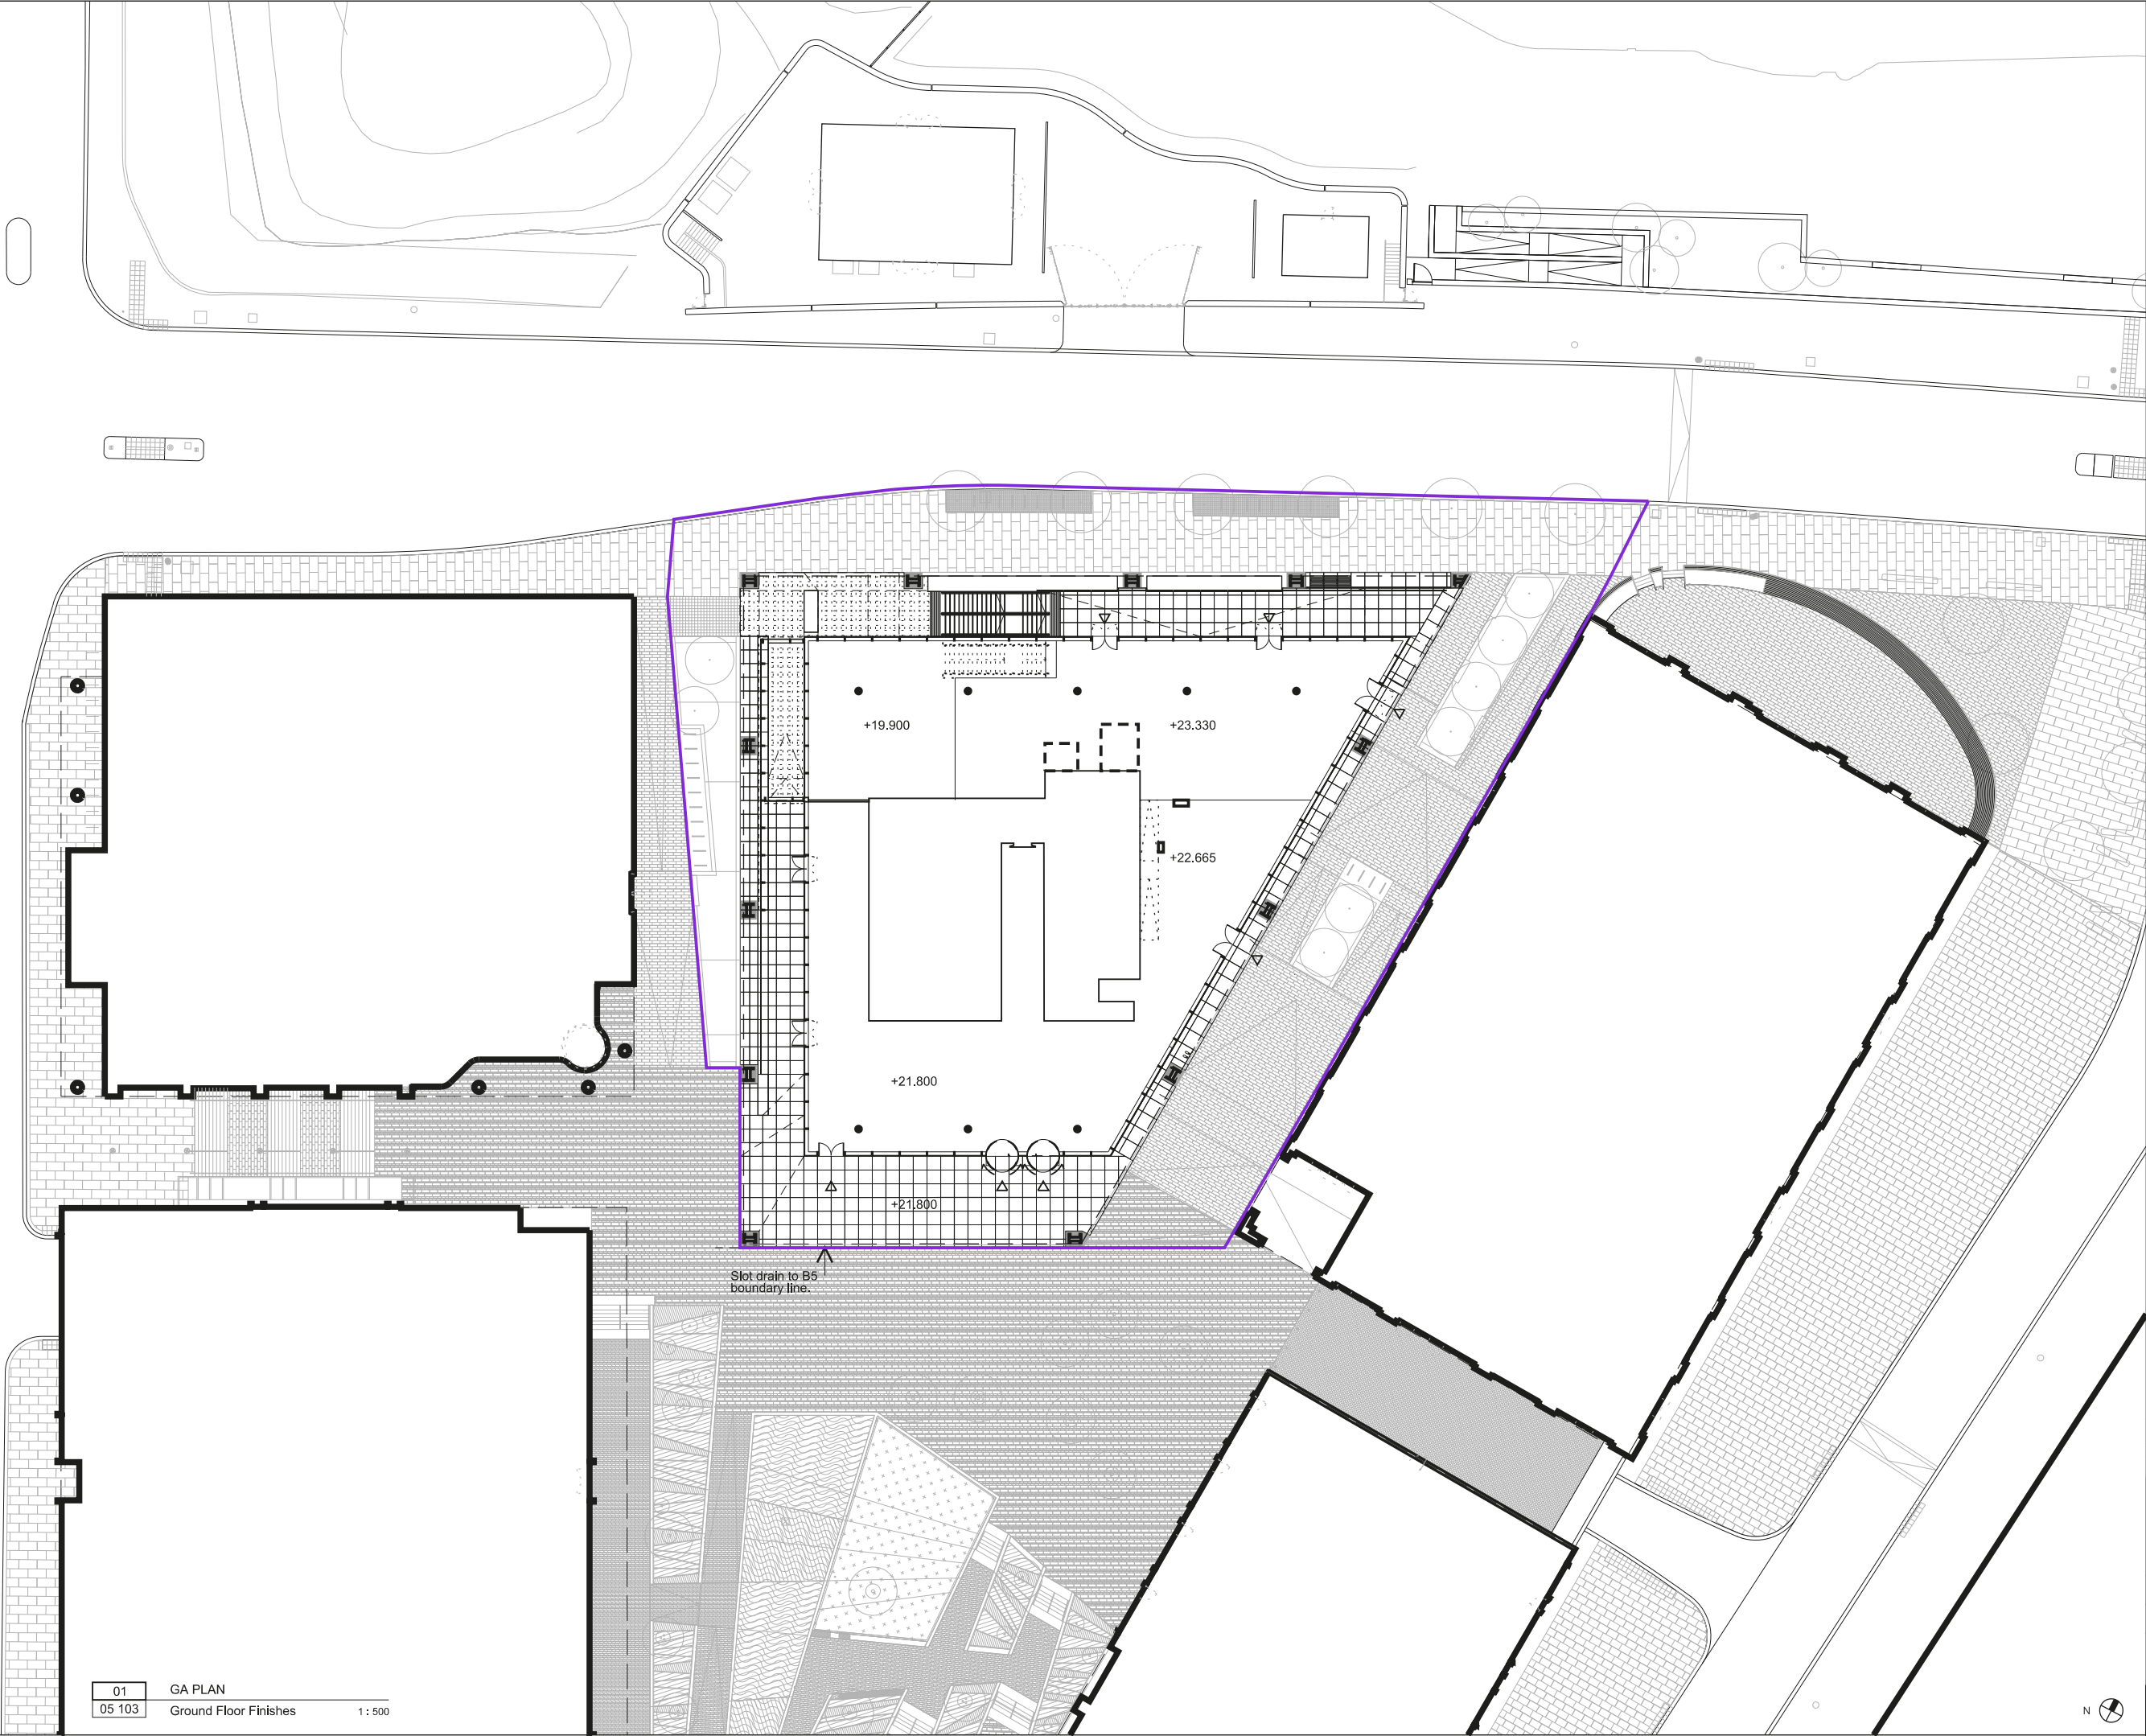 +19.900
+23.330
+22.665
+21.800
+21.800
Slot drain to B5
boundary line.
01
GA PLAN
05 103
Ground Floor Finishes
1 : 500
N